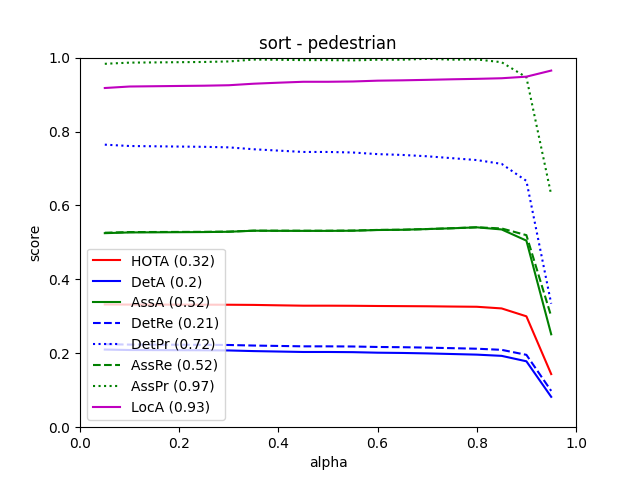 sort - pedestrian
1.0
0.8
0.6
0.4
0.2
0.0
score
HOTA (0.32)
DetA (0.2)
AssA (0.52)
DetRe (0.21)
DetPr (0.72)
AssRe (0.52)
AssPr (0.97)
LocA (0.93)
0.0 0.2 0.4 0.6 0.8 1.0
alpha